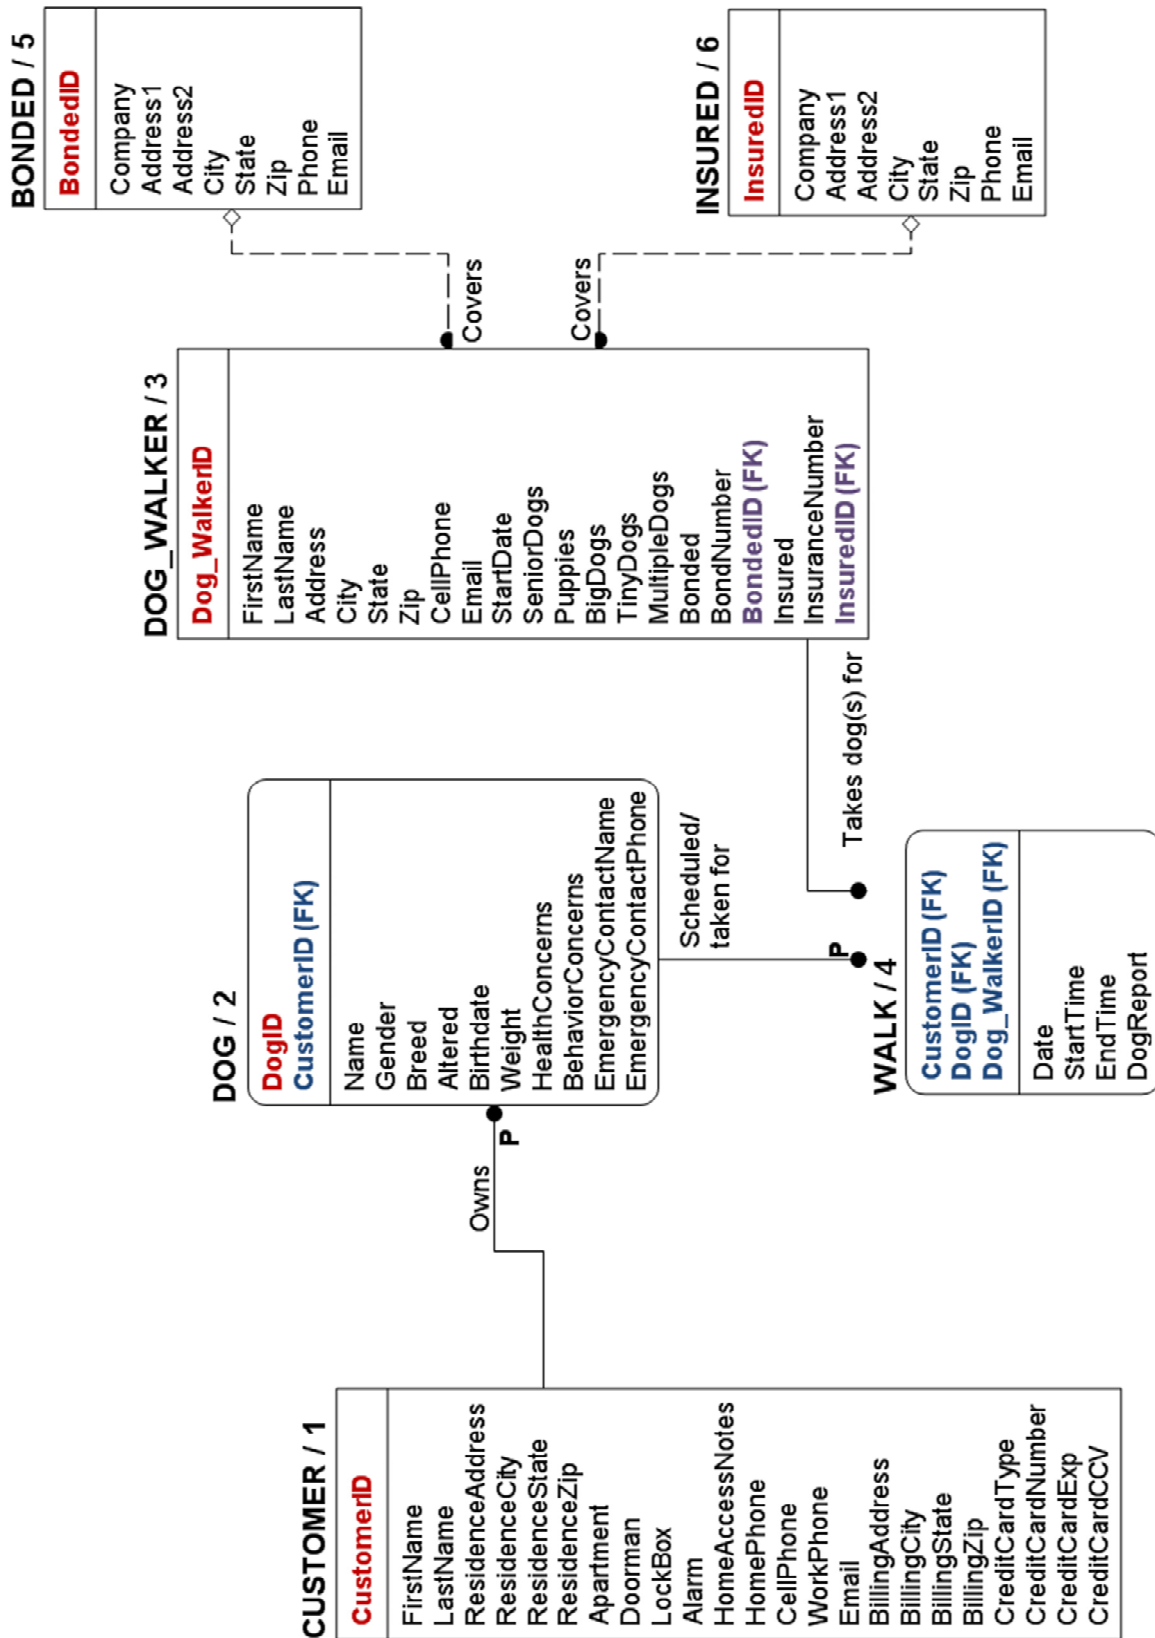 CUSTOMER / 1
CustomerID
FirstName
LastName
ResidenceAddress
ResidenceCity
ResidenceState
ResidenceZip
Apartment
Doorman
LockBox
Alarm
HomeAccessNotes
HomePhone
CellPhone
WorkPhone
Email
BillingAddress
BillingCity
BillingState
BillingZip
CreditCardType
CreditCardNumber
CreditCardExp
CreditCardCCV
Owns
P
DOG / 2
DogID
CustomerID (FK)
Name
Gender
Breed
Altered
Birthdate
Weight
HealthConcerns
BehaviorConcerns
EmergencyContactName
EmergencyContactPhone
Scheduled/
taken for
P
WALK / 4
CustomerID (FK)
DogID (FK)
Dog_WalkerID (FK)
Date
StartTime
EndTime
DogReport
Takes dog(s) for
DOG_WALKER / 3
Dog_WalkerID
FirstName
LastName
Address
City
State
Zip
CellPhone
Email
StartDate
SeniorDogs
Puppies
BigDogs
TinyDogs
MultipleDogs
Bonded
BondNumber
BondedID (FK)
Insured
InsuranceNumber
InsuredID (FK)
Covers
Covers
BONDED / 5
BondedID
Company
Address1
Address2
City
State
Zip
Phone
Email
INSURED / 6
InsuredID
Company
Address1
Address2
City
State
Zip
Phone
Email